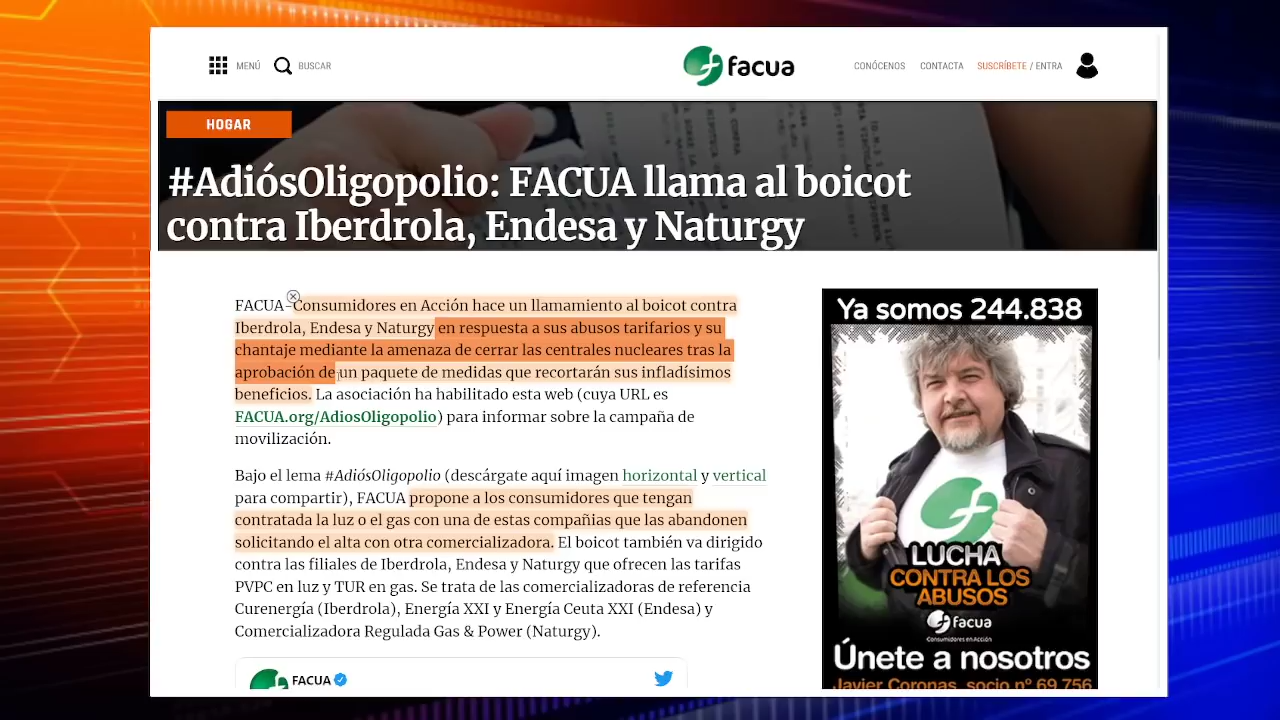 MENÚ
BUSCAR
facua
CONÓCENOS
CONTACTA
SUSCRÍBETE / ENTRA
HOGAR
#AdiósOligopolio: FACUA llama al boicot
contra Iberdrola, Endesa y Naturgy
FACUA-Consumidores en Acción hace un llamamiento al boicot contra
Iberdrola, Endesa y Naturgy en respuesta a sus abusos tarifarios y su
chantaje mediante la amenaza de cerrar las centrales nucleares tras la
aprobación de un paquete de medidas que recortarán sus infladísimos
beneficios. La asociación ha habilitado esta web (cuya URL es
FACUA.org/AdiosOligopolio) para informar sobre la campaña de
movilización.
Bajo el lema #AdiósOligopolio (descárgate aquí imagen horizontal y vertical
para compartir), FACUA propone a los consumidores que tengan
contratada la luz o el gas con una de estas compañias que las abandonen
solicitando el alta con otra comercializadora. El boicot también va dirigido
contra las filiales de Iberdrola, Endesa y Naturgy que ofrecen las tarifas
PVPC en luz y TUR en gas. Se trata de las comercializadoras de referencia
Curenergía (Iberdrola), Energía XXI y Energía Ceuta XXI (Endesa) y
Comercializadora Regulada Gas & Power (Naturgy).
FACUA
Ya somos 244.838
LUCHA
CONTRA LOS
ABUSOS
facua
Consumidores en Acción
Únete a nosotros
Javier Coronas, socio nº 69.756